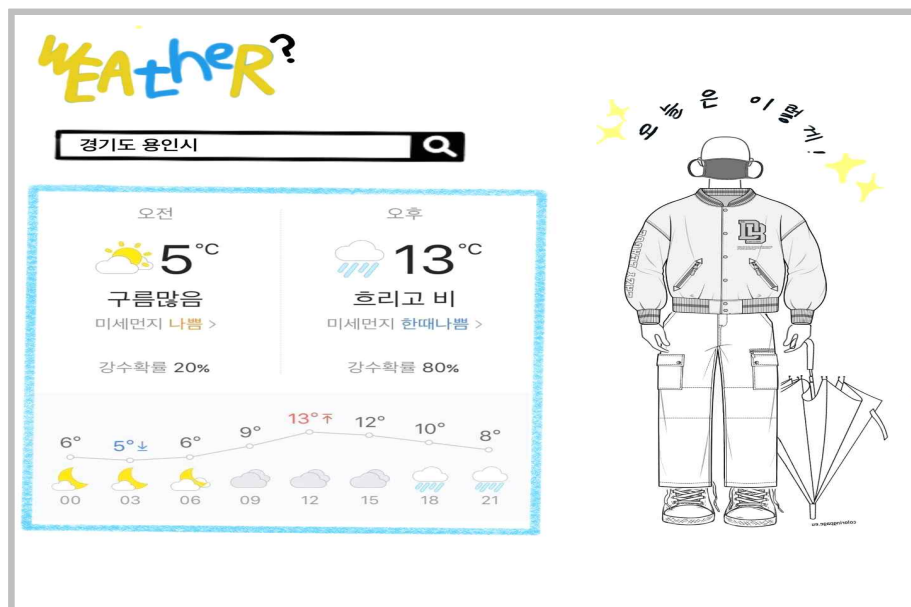 WEAtheR?
경기도 용인시
오늘은 이렇게!
오전 오후
5°C 13°C
구름많음 흐리고 비
미세먼지 나쁨 > 미세먼지 한때나쁨 >
강수확률 20% 강수확률 80%
6° 5° 6° 9° 13° 12° 10° 8°
00 03 06 09 12 15 18 21